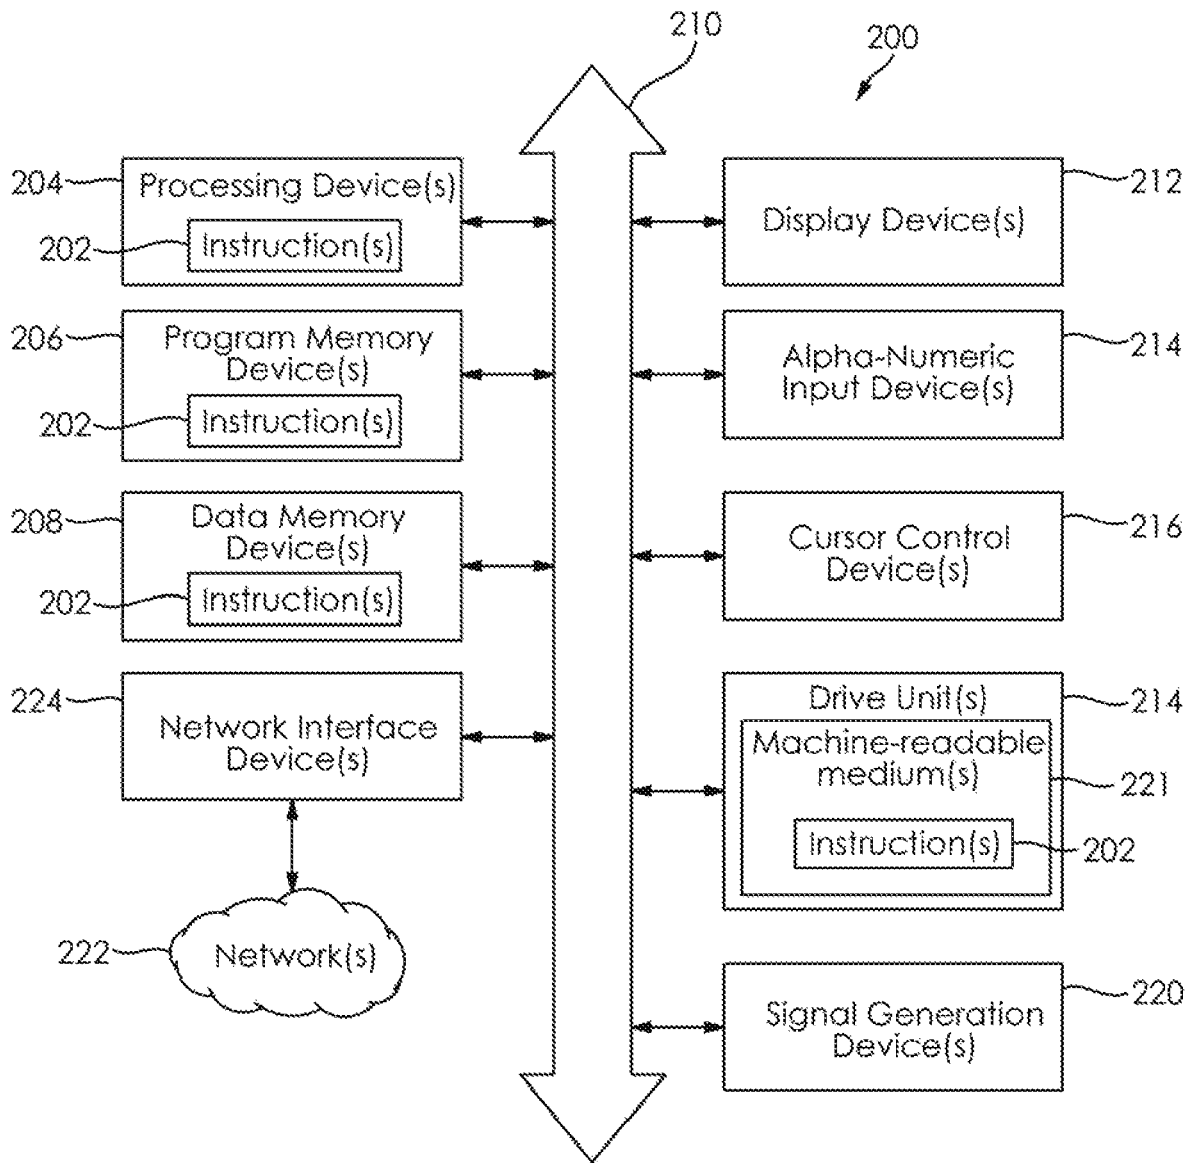 210
200
204
Processing Device(s)
202
Instruction(s)
206
Program Memory
Device(s)
202
Instruction(s)
208
Data Memory
Device(s)
202
Instruction(s)
224
Network Interface
Device(s)
222
Network(s)
212
Display Device(s)
214
Alpha-Numeric
Input Device(s)
216
Cursor Control
Device(s)
214
Drive Unit(s)
Machine-readable
medium(s)
221
Instruction(s)
202
220
Signal Generation
Device(s)